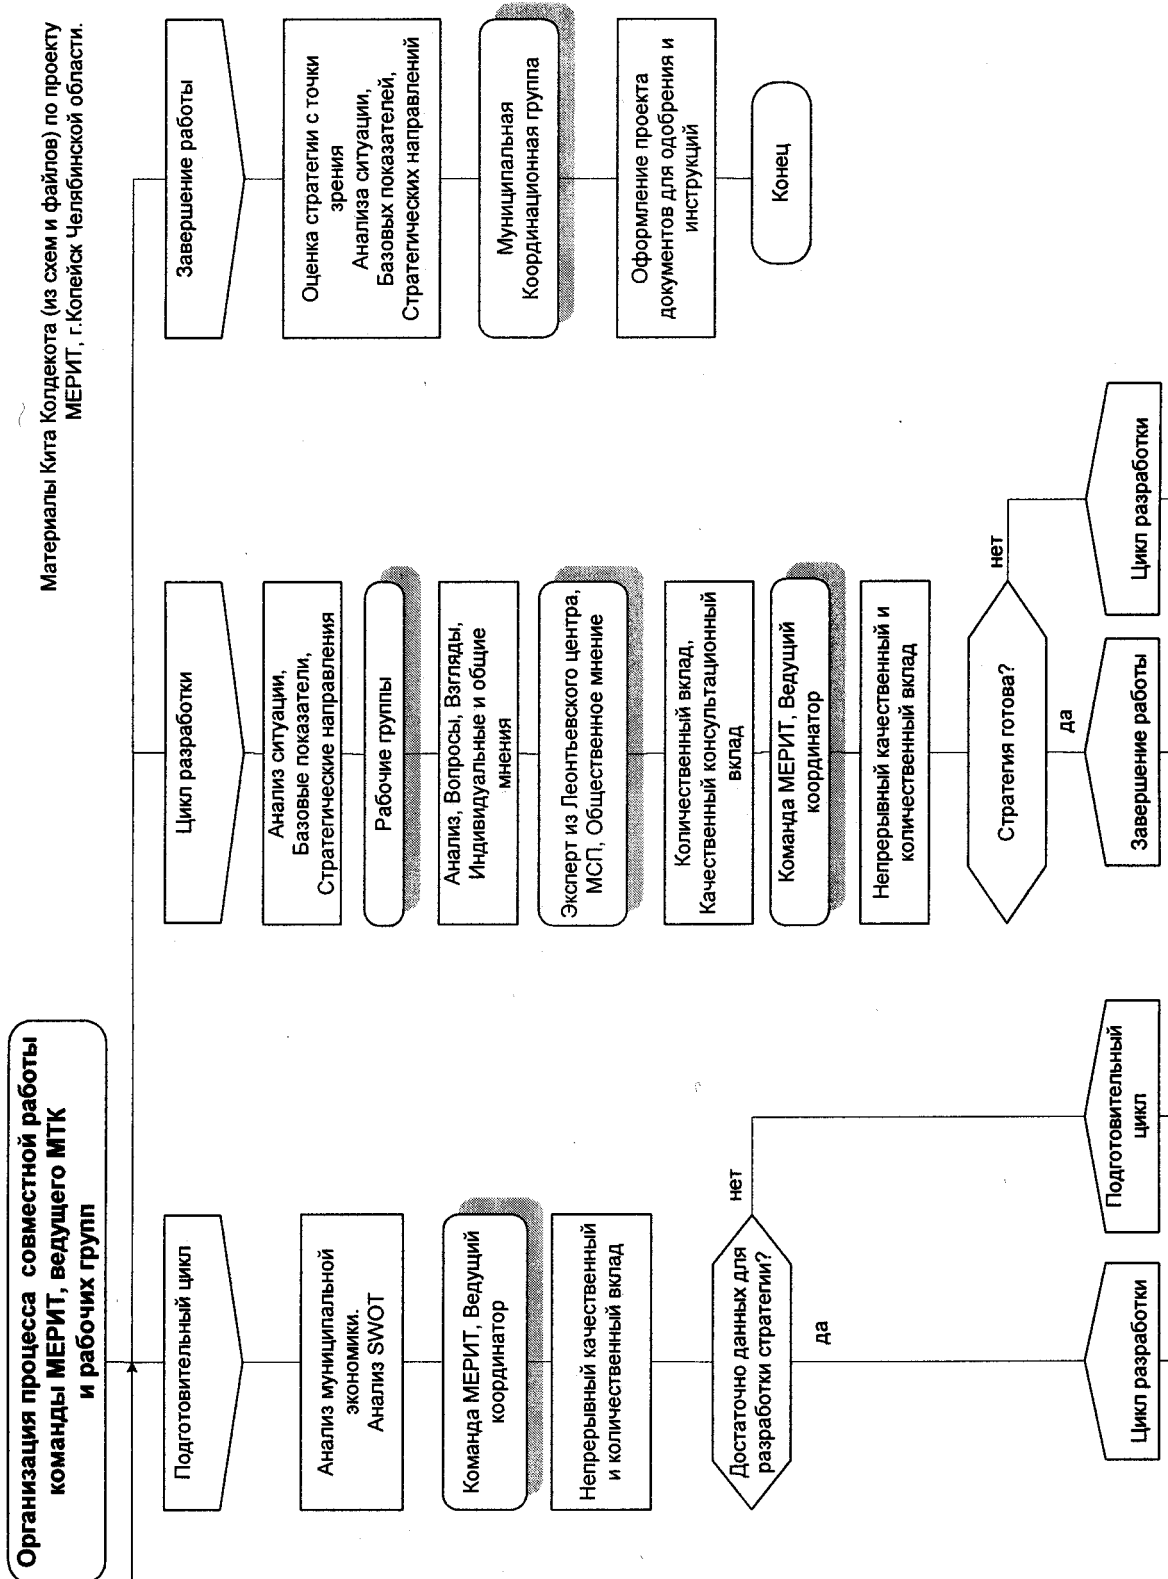 Организация процесса совместной работы
команды МЕРИТ, ведущего МТК
и рабочих групп
Материалы Кита Колдекота (из схем и файлов) по проекту
МЕРИТ, г.Копейск Челябинской области.
Подготовительный цикл
Анализ муниципальной
экономики.
Анализ SWOT
Команда МЕРИТ, Ведущий
координатор
Непрерывный качественный
и количественный вклад
Достаточно данных для
разработки стратегии?
нет
да
Цикл разработки
Подготовительный
цикл
Цикл разработки
Анализ ситуации,
Базовые показатели,
Стратегические направления
Рабочие группы
Анализ, Вопросы, Взгляды,
Индивидуальные и общие
мнения
Эксперт из Леонтьевского центра,
МСП, Общественное мнение
Количественный вклад,
Качественный консультационный
вклад
Команда МЕРИТ, Ведущий
координатор
Непрерывный качественный и
количественный вклад
Стратегия готова?
нет
да
Завершение работы
Цикл разработки
Завершение работы
Оценка стратегии с точки
зрения
Анализа ситуации,
Базовых показателей,
Стратегических направлений
Муниципальная
Координационная группа
Оформление проекта
документов для одобрения и
инструкций
Конец